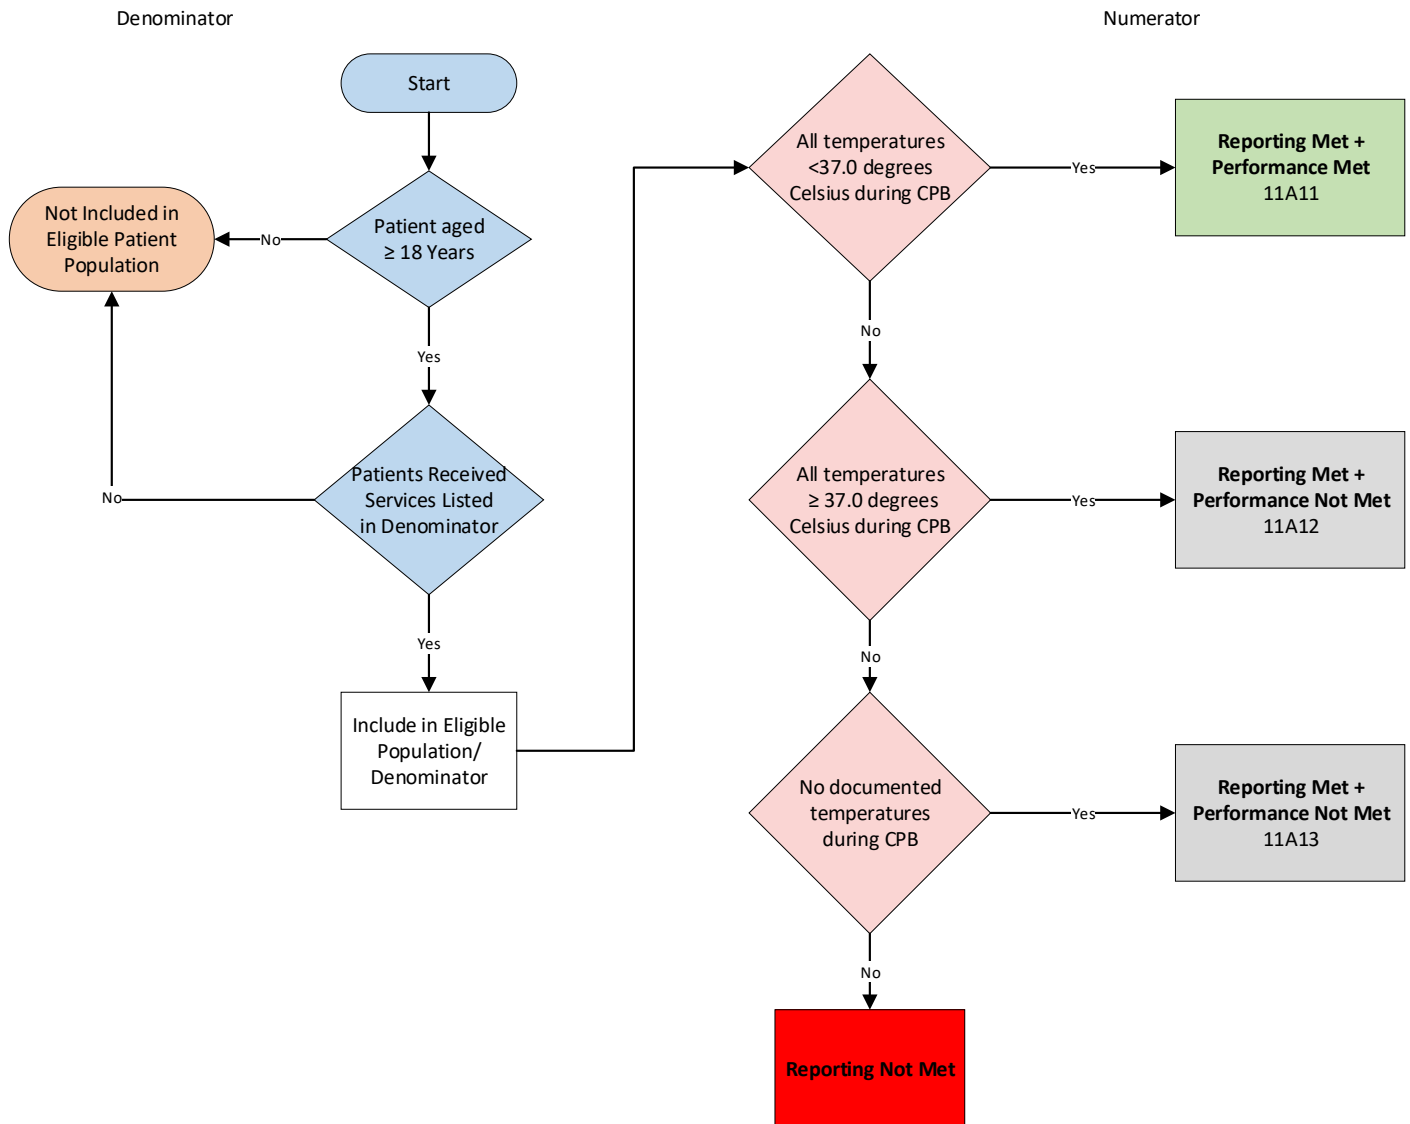 Denominator
Numerator
Start
Patient aged
≥ 18 Years
No
Not Included in
Eligible Patient
Population
Yes
Patients Received
Services Listed
in Denominator
No
Yes
Include in Eligible
Population/
Denominator
All temperatures
<37.0 degrees
Celsius during CPB
Yes
Reporting Met +
Performance Met
11A11
No
All temperatures
≥ 37.0 degrees
Celsius during CPB
Yes
Reporting Met +
Performance Not Met
11A12
No
No documented
temperatures
during CPB
Yes
Reporting Met +
Performance Not Met
11A13
No
Reporting Not Met